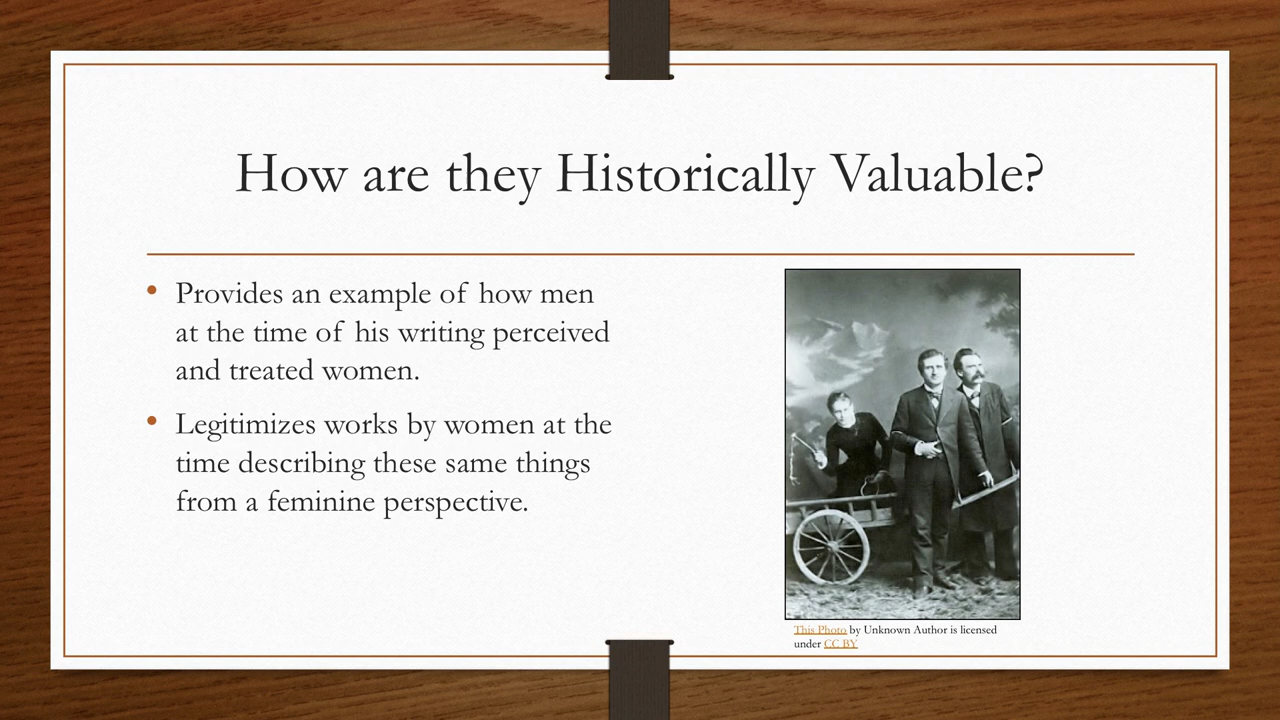 How are they Historically Valuable?
• Provides an example of how men
at the time of his writing perceived
and treated women.
• Legitimizes works by women at the
time describing these same things
from a feminine perspective.
This Photo by Unknown Author is licensed
under CC BY